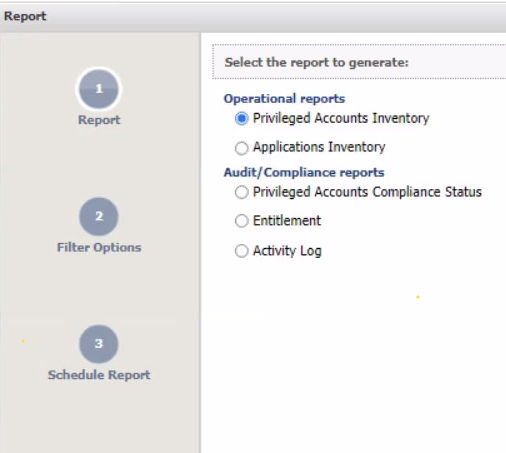 Report
Select the report to generate:
1
Report
Operational reports
Privileged Accounts Inventory
Applications Inventory
Audit/Compliance reports
Privileged Accounts Compliance Status
2
Filter Options
Entitlement
Activity Log
3
Schedule Report